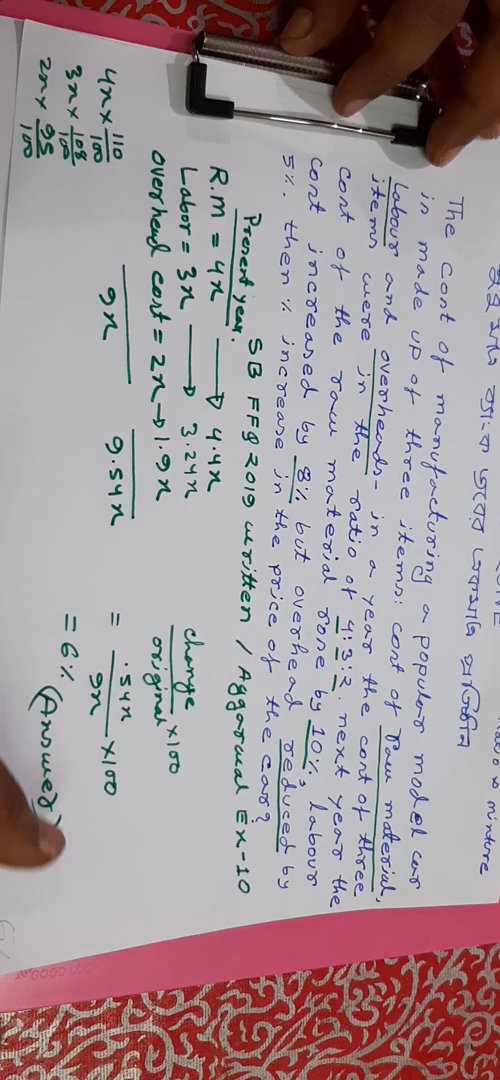 The cost of manufacturing a popular model car
in made up of three items: cost of raw material,
labour and overheads- in a year the cost of three
items were in the ratio of 4:3:2. next year the
cost of the raw material rose by 10%, labour
cost increased by 8% but overhead reduced by
5%. then % increase in the price of the car?
SB FFg 2019 written / Aggarwal Ex-10
Present year.
R.M = 4x → 4.4x
Labor = 3x → 3.24x
overhead cost = 2x → 1.9x
9x 9.54x
change
original × 100
= .54x
9x × 100
= 6% (Answer)
4x × 110
100
3x × 108
100
2x × 95
100